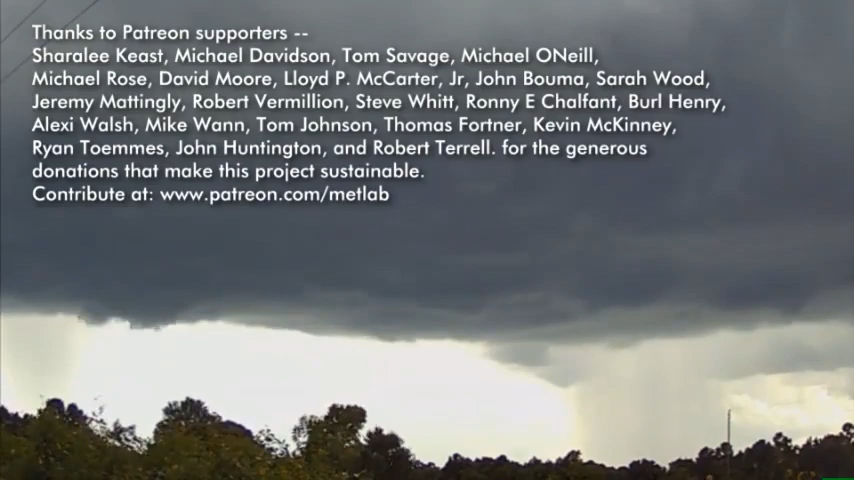 Thanks to Patreon supporters --
Sharalee Keast, Michael Davidson, Tom Savage, Michael ONeill,
Michael Rose, David Moore, Lloyd P. McCarter, Jr, John Bouma, Sarah Wood,
Jeremy Mattingly, Robert Vermillion, Steve Whitt, Ronny E Chalfant, Burl Henry,
Alexi Walsh, Mike Wann, Tom Johnson, Thomas Fortner, Kevin McKinney,
Ryan Toemmes, John Huntington, and Robert Terrell. for the generous
donations that make this project sustainable.
Contribute at: www.patreon.com/metlab